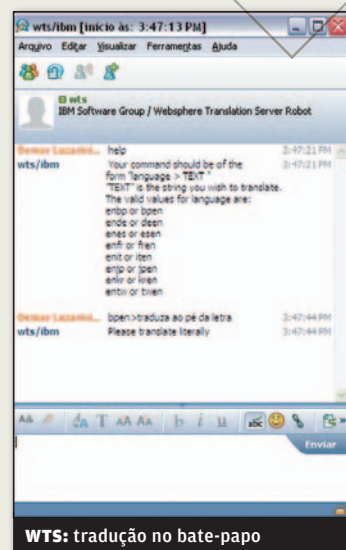 wts/ibm [início às: 3:47:13 PM]
Arquivo Editar Visualizar Ferramentas Ajuda
wts
IBM Software Group / Websphere Translation Server Robot
help 3:47:21 PM
wts/ibm Your command should be of the 3:47:21 PM
form "language > TEXT "
"TEXT" is the string you wish to translate.
The valid values for language are:
enbp or bpen
ende or deen
enes or esen
enfr or fren
enit or iten
enjp or jpen
enkr or kren
entw or twen
bpen>traduza ao pé da letra 3:47:44 PM
wts/ibm Please translate literally 3:47:44 PM
AA T AA AA b i u abc
Enviar
WTS: tradução no bate-papo